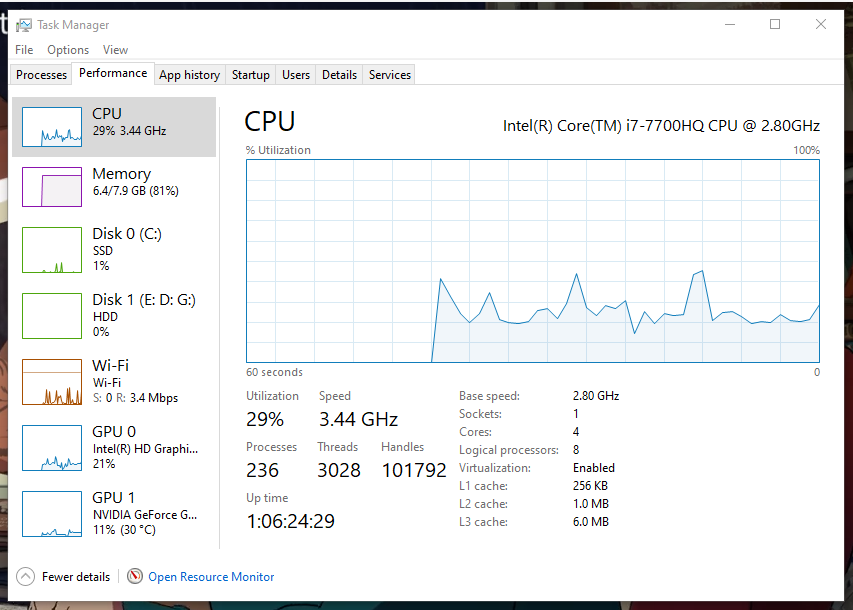 Task Manager
File Options View
Processes Performance App history Startup Users Details Services
CPU
29% 3.44 GHz
Memory
6.4/7.9 GB (81%)
Disk 0 (C:)
SSD
1%
Disk 1 (E: D: G:)
HDD
0%
Wi-Fi
Wi-Fi
S: 0 R: 3.4 Mbps
GPU 0
Intel(R) HD Graphi...
21%
GPU 1
NVIDIA GeForce G...
11% (30 °C)
CPU
Intel(R) Core(TM) i7-7700HQ CPU @ 2.80GHz
% Utilization 100%
60 seconds 0
Utilization Speed
29% 3.44 GHz
Processes Threads Handles
236 3028 101792
Up time
1:06:24:29
Base speed: 2.80 GHz
Sockets: 1
Cores: 4
Logical processors: 8
Virtualization: Enabled
L1 cache: 256 KB
L2 cache: 1.0 MB
L3 cache: 6.0 MB
Fewer details
Open Resource Monitor